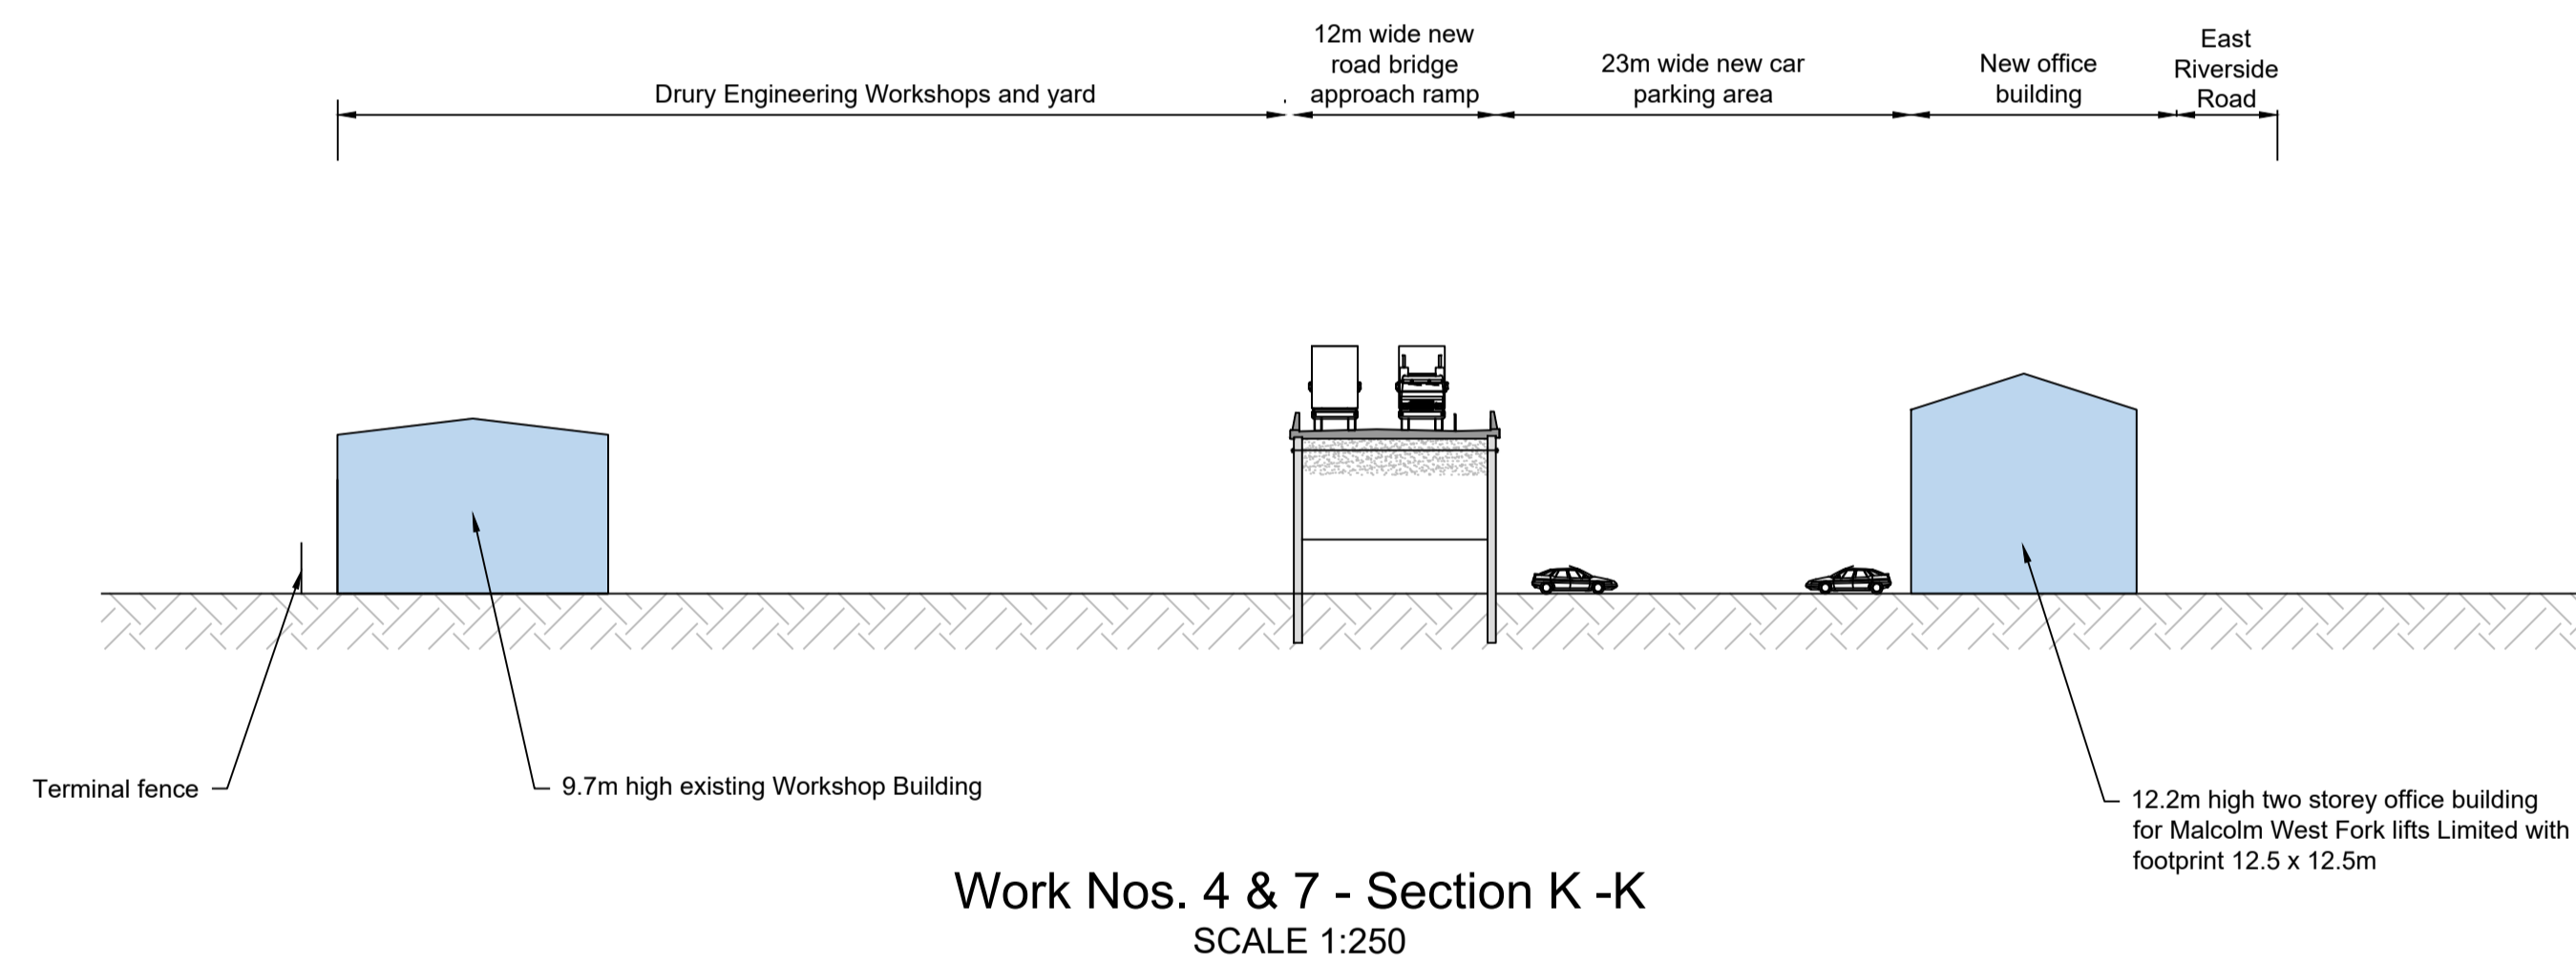 Drury Engineering Workshops and yard
12m wide new
road bridge
approach ramp
23m wide new car
parking area
New office
building
East
Riverside
Road
Terminal fence
9.7m high existing Workshop Building
12.2m high two storey office building
for Malcolm West Fork lifts Limited with
footprint 12.5 x 12.5m
Work Nos. 4 & 7 - Section K -K
SCALE 1:250